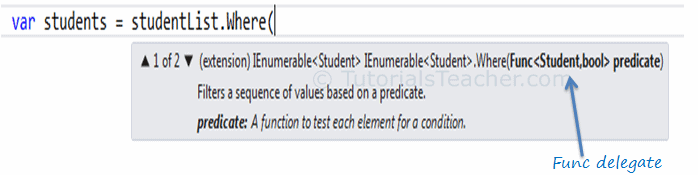 var students = studentList.Where(
▲ 1 of 2 ▼ (extension) IEnumerable<Student> IEnumerable<Student>.Where(Func<Student,bool> predicate)
© TutorialsTeacher.com
Filters a sequence of values based on a predicate.
predicate: A function to test each element for a condition.
Func delegate